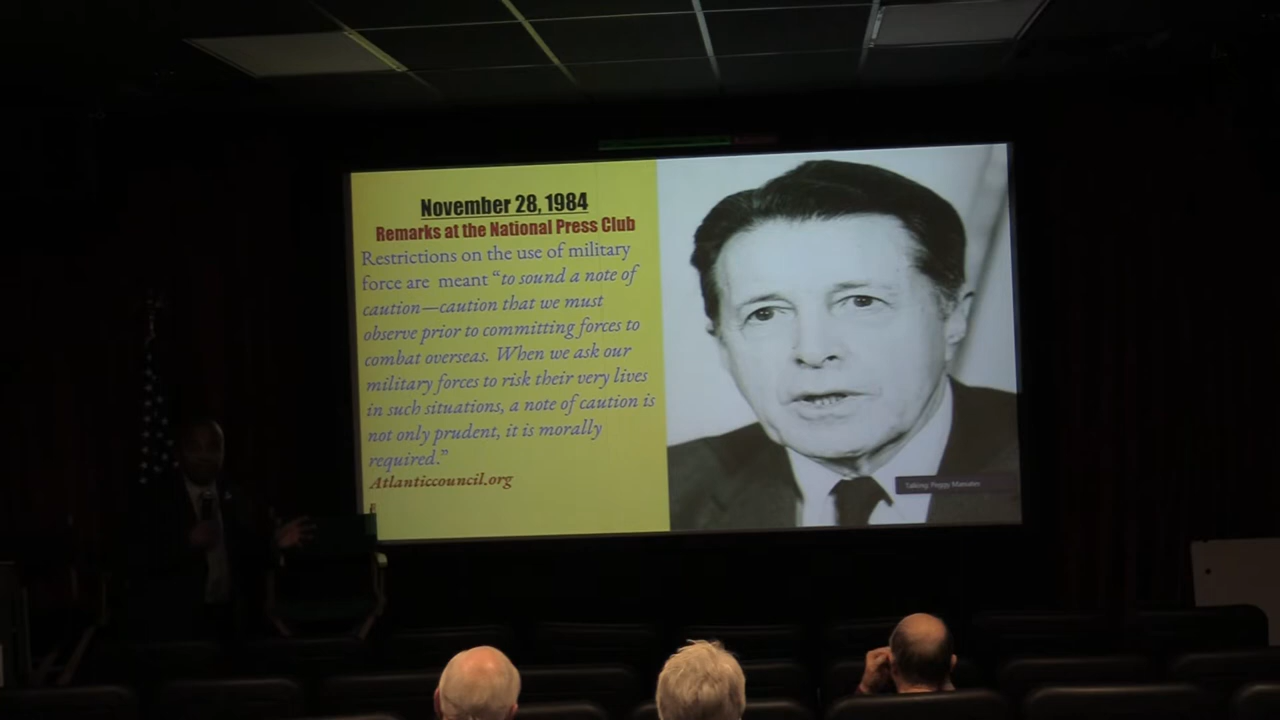 November 28, 1984
Remarks at the National Press Club
Restrictions on the use of military
force are meant “to sound a note of
caution—caution that we must
observe prior to committing forces to
combat overseas. When we ask our
military forces to risk their very lives
in such situations, a note of caution is
not only prudent, it is morally
required.”
Atlanticcouncil.org
Talking: Peggy